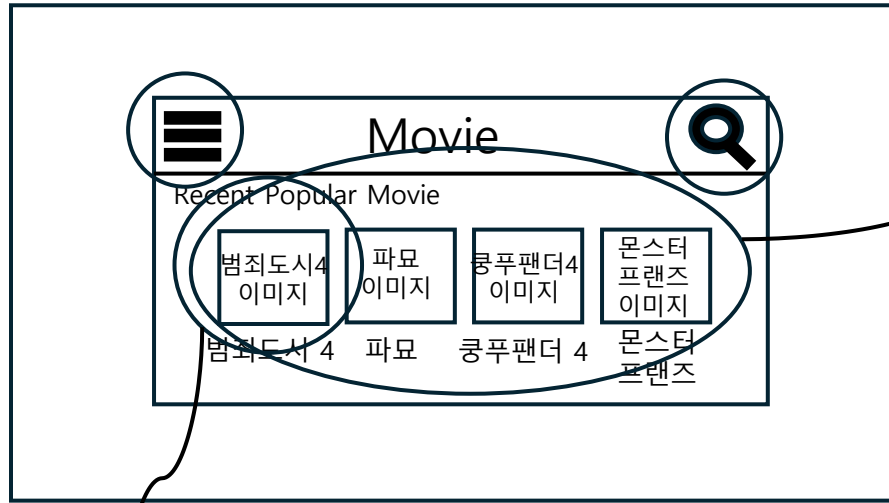 Movie
Recent Popular Movie
범죄도시4
이미지
파묘
이미지
쿵푸팬더4
이미지
몬스터
프랜즈
이미지
범죄도시 4
파묘
쿵푸팬더 4
몬스터
프랜즈